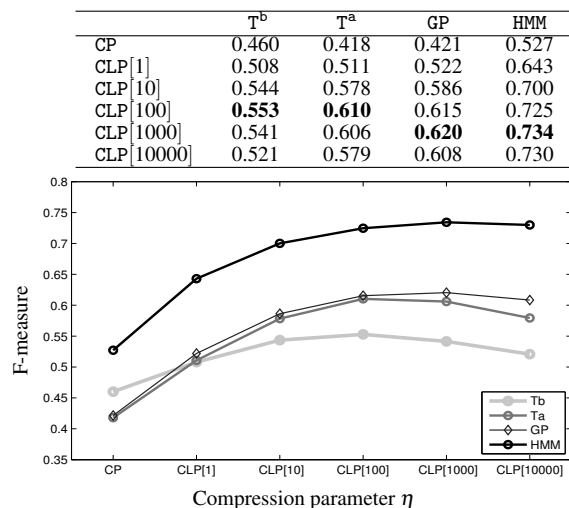 T^b T^a GP HMM
CP 0.460 0.418 0.421 0.527
CLP[1] 0.508 0.511 0.522 0.643
CLP[10] 0.544 0.578 0.586 0.700
CLP[100] 0.553 0.610 0.615 0.725
CLP[1000] 0.541 0.606 0.620 0.734
CLP[10000] 0.521 0.579 0.608 0.730
0.8
0.75
0.7
0.65
0.6
0.55
0.5
0.45
0.4
0.35
F-measure
Tb
Ta
GP
HMM
CP CLP[1] CLP[10] CLP[100] CLP[1000] CLP[10000]
Compression parameter η